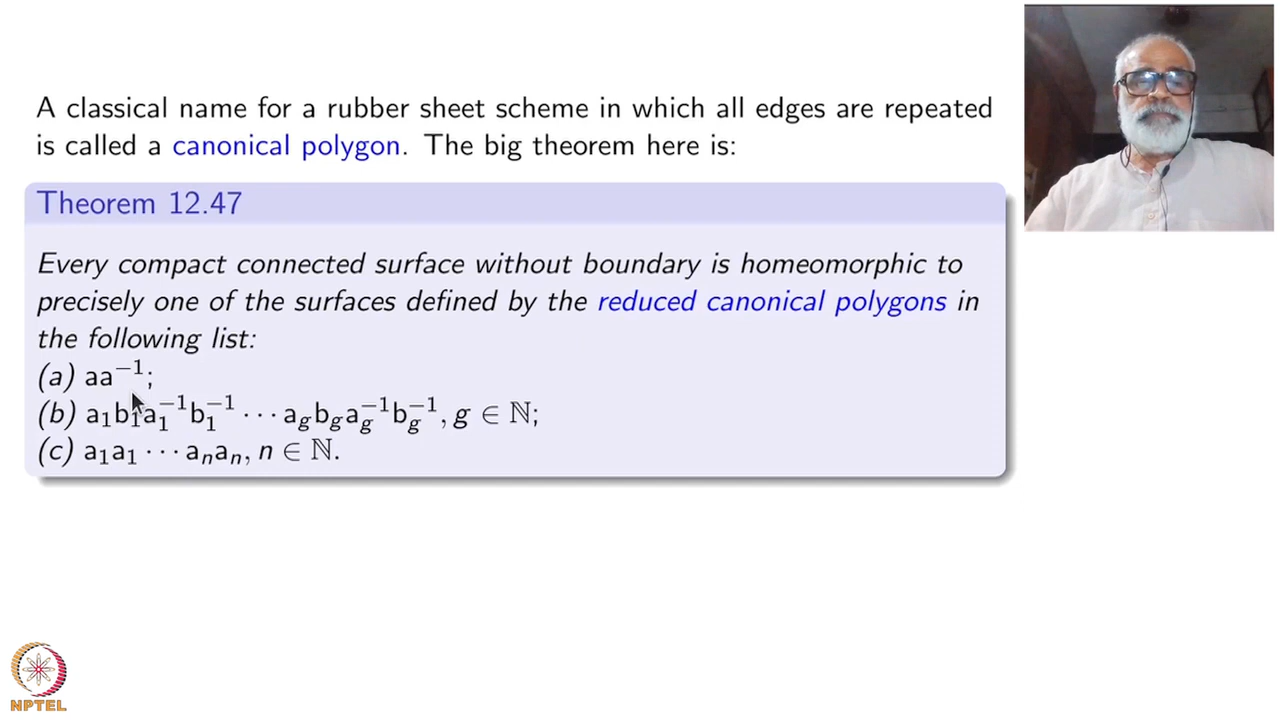 A classical name for a rubber sheet scheme in which all edges are repeated
is called a canonical polygon. The big theorem here is:
Theorem 12.47
Every compact connected surface without boundary is homeomorphic to
precisely one of the surfaces defined by the reduced canonical polygons in
the following list:
(a) aa⁻¹;
(b) a₁b₁a₁⁻¹b₁⁻¹ ⋯ a_g b_g a_g⁻¹ b_g⁻¹, g ∈ ℕ;
(c) a₁a₁ ⋯ aₙaₙ, n ∈ ℕ.
NPTEL